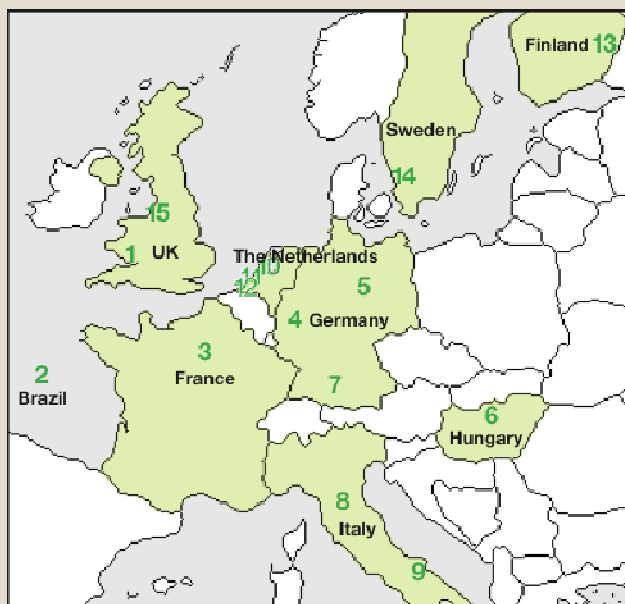 Finland 13
Sweden
14
15
1 UK
The Netherlands
10
11
12
5
4 Germany
3
France
2
Brazil
7
6
Hungary
8
Italy
9